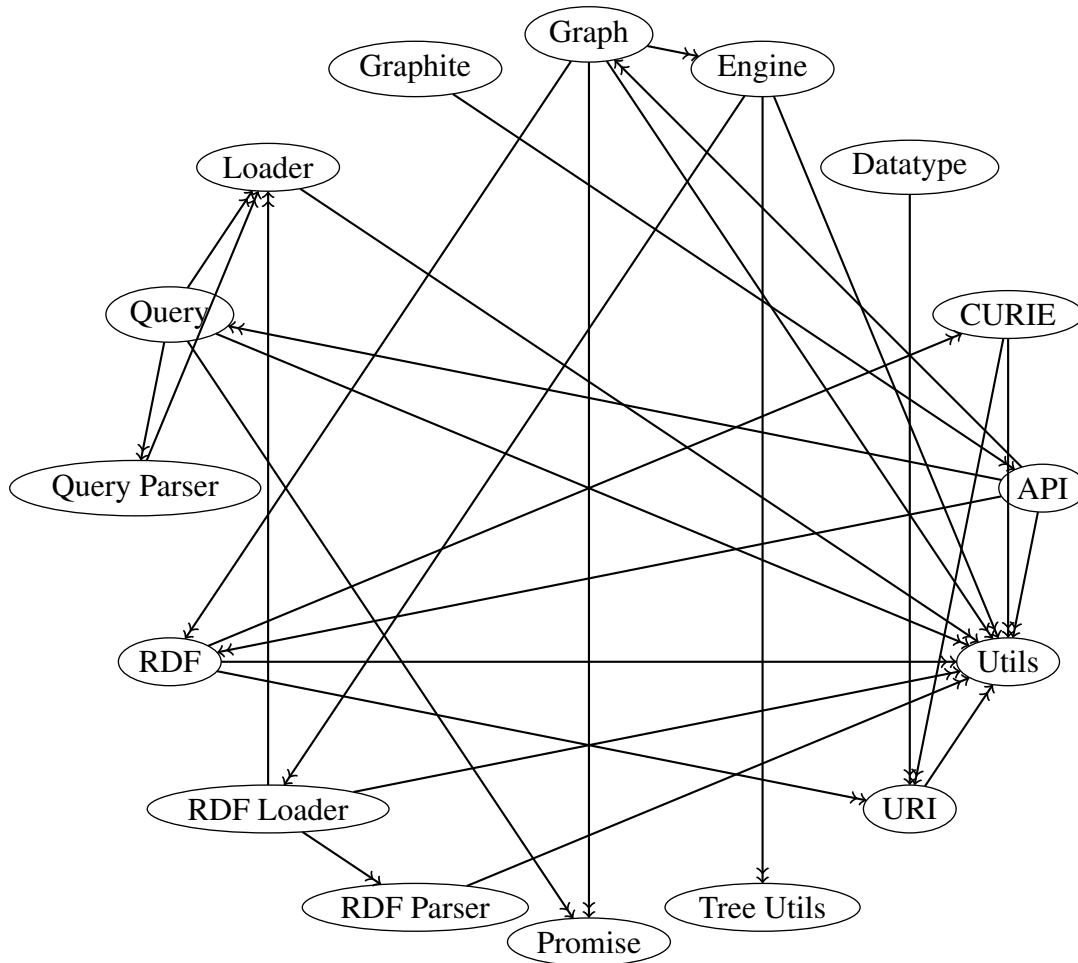 Graph
Graphite
Engine
Loader
Datatype
Query
CURIE
Query Parser
API
RDF
Utils
RDF Loader
URI
RDF Parser
Tree Utils
Promise